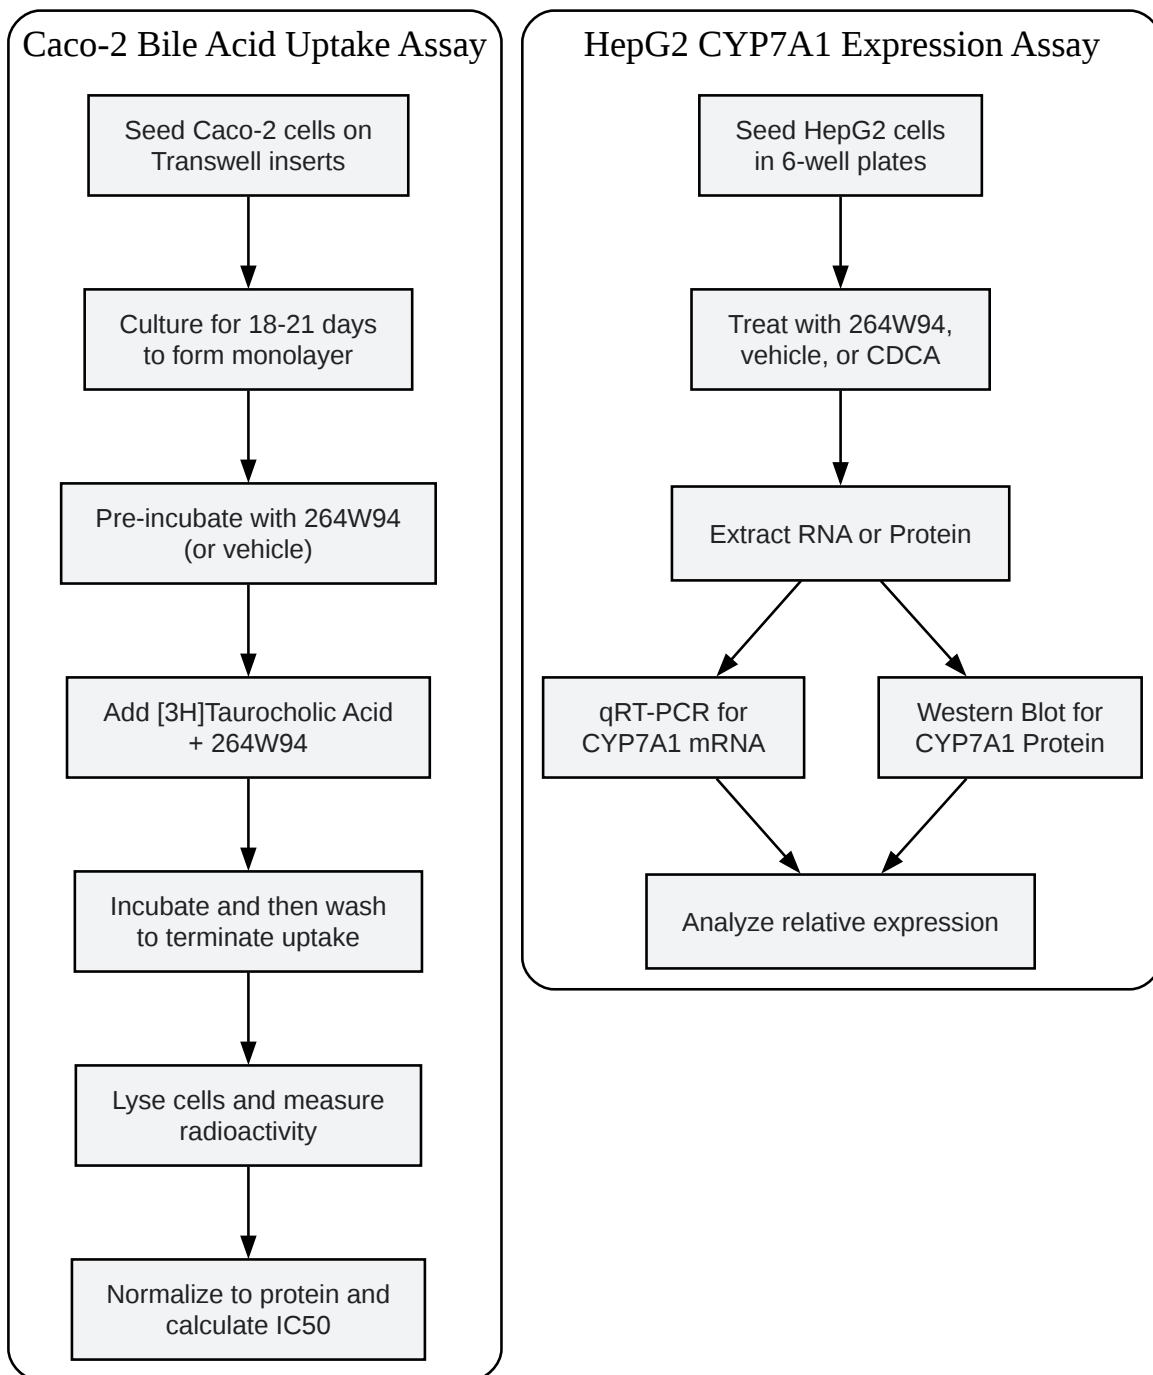 Caco-2 Bile Acid Uptake Assay
Seed Caco-2 cells on
Transwell inserts
Culture for 18-21 days
to form monolayer
Pre-incubate with 264W94
(or vehicle)
Add [3H]Taurocholic Acid
+ 264W94
Incubate and then wash
to terminate uptake
Lyse cells and measure
radioactivity
Normalize to protein and
calculate IC50
HepG2 CYP7A1 Expression Assay
Seed HepG2 cells
in 6-well plates
Treat with 264W94,
vehicle, or CDCA
Extract RNA or Protein
qRT-PCR for
CYP7A1 mRNA
Western Blot for
CYP7A1 Protein
Analyze relative expression